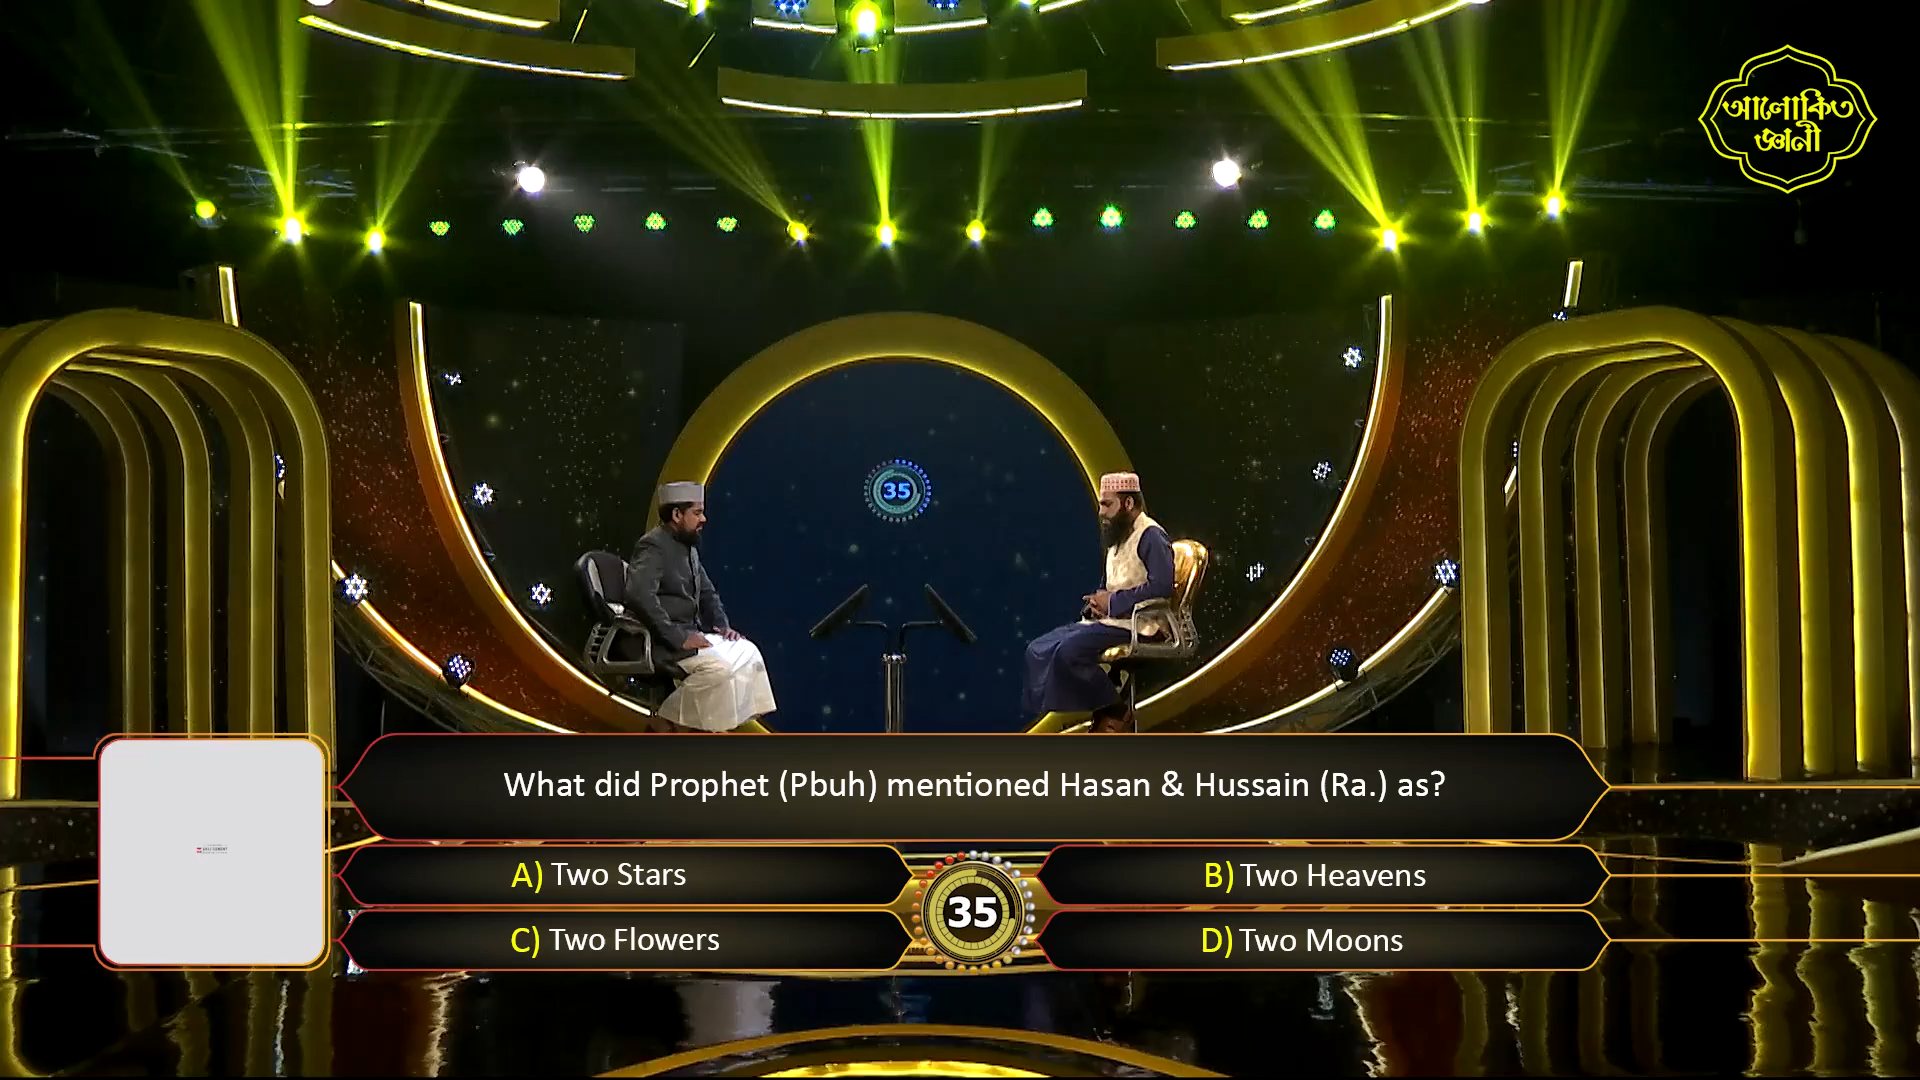 আলোকিত
জ্ঞানী
35
What did Prophet (Pbuh) mentioned Hasan & Hussain (Ra.) as?
A) Two Stars
B) Two Heavens
35
C) Two Flowers
D) Two Moons